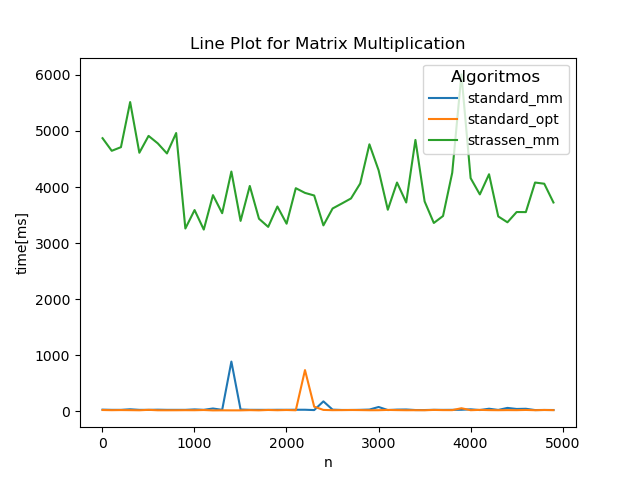 Line Plot for Matrix Multiplication
Algoritmos
standard_mm
standard_opt
strassen_mm
time[ms]
6000
5000
4000
3000
2000
1000
0
0 1000 2000 3000 4000 5000
n